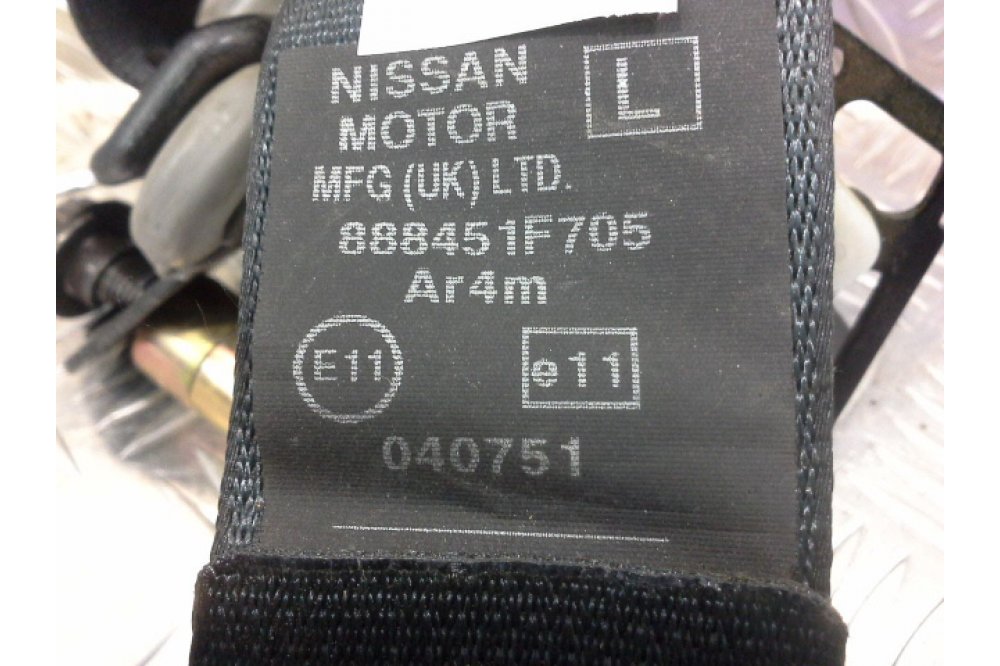 NISSAN L
MOTOR
MFG (UK) LTD.
888451F705
Ar4m
E11 e11
040751